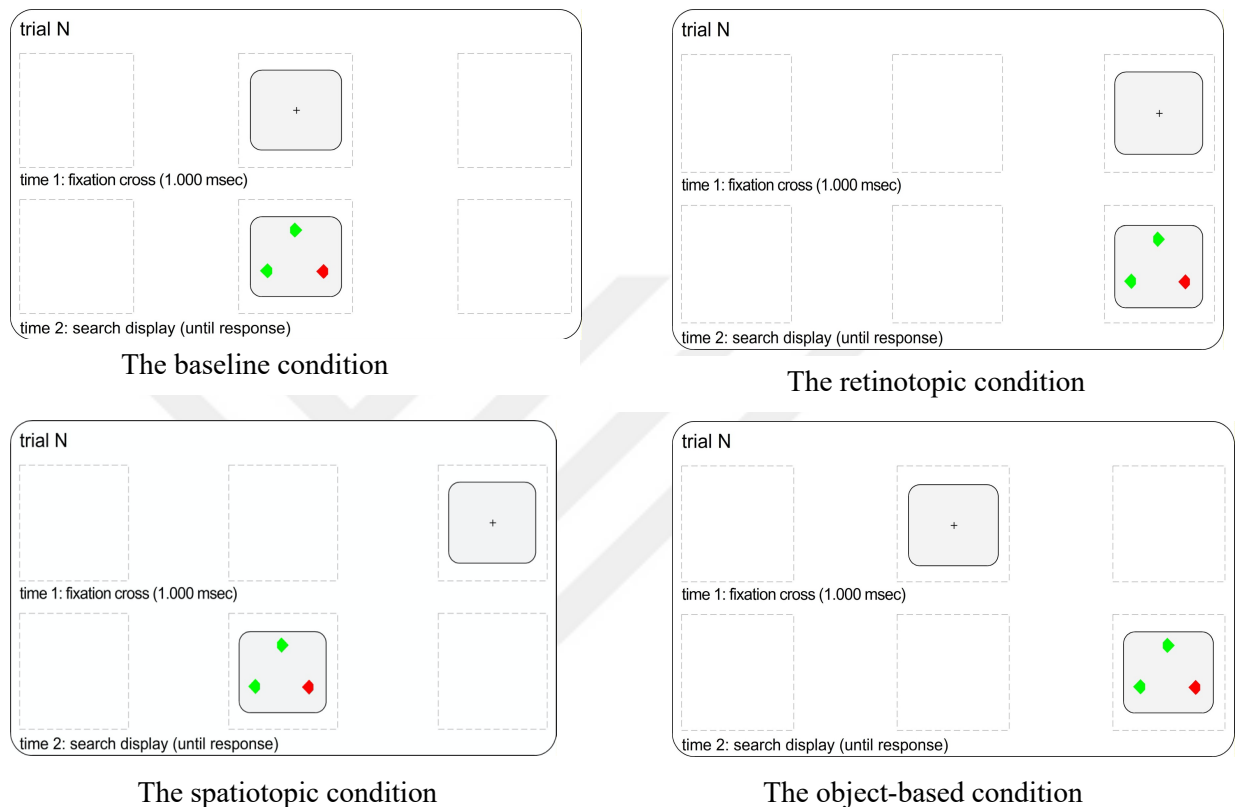 trial N
time 1: fixation cross (1.000 msec)
time 2: search display (until response)
The baseline condition
trial N
time 1: fixation cross (1.000 msec)
time 2: search display (until response)
The retinotopic condition
trial N
time 1: fixation cross (1.000 msec)
time 2: search display (until response)
The spatiotopic condition
trial N
time 1: fixation cross (1.000 msec)
time 2: search display (until response)
The object-based condition